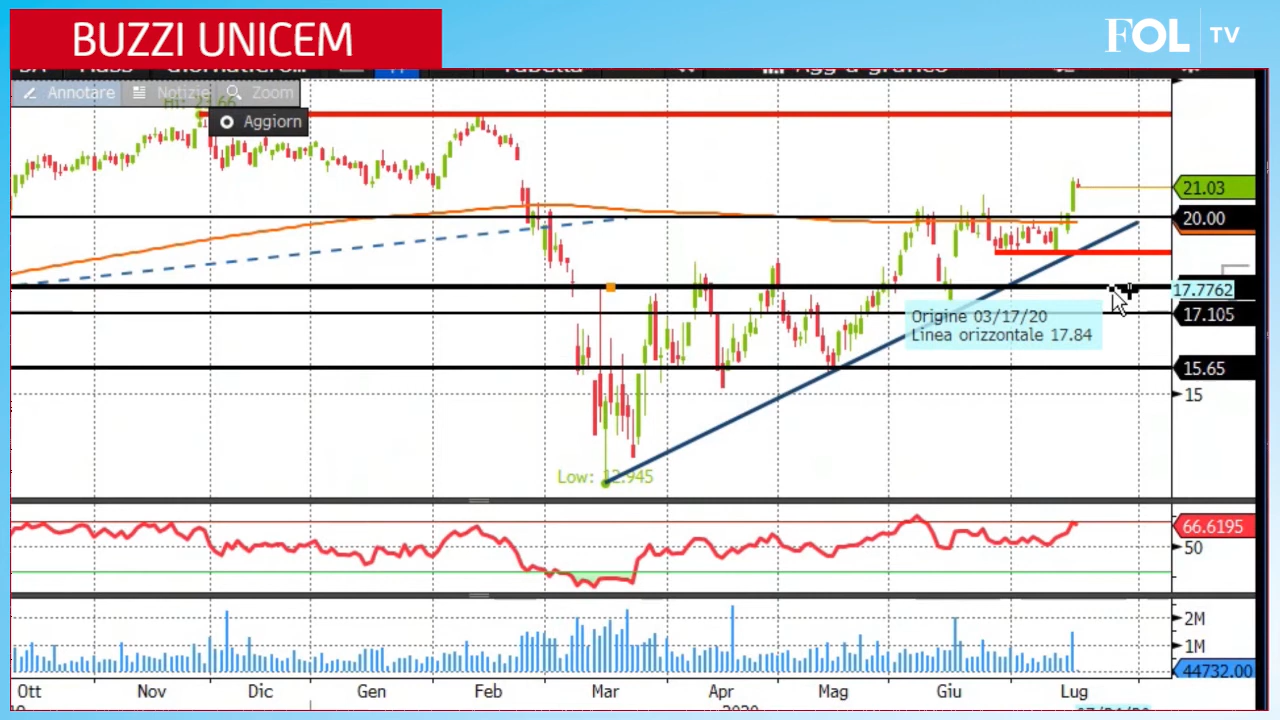 BUZZI UNICEM
FOL TV
Annotare
Notizie
Zoom
Aggiorn
21.03
20.00
17.7762
Origine 03/17/20
17.105
Linea orizzontale 17.84
15.65
15
Low: 12.945
66.6195
50
2M
1M
44732.00
Ott Nov Dic Gen Feb Mar Apr Mag Giu Lug